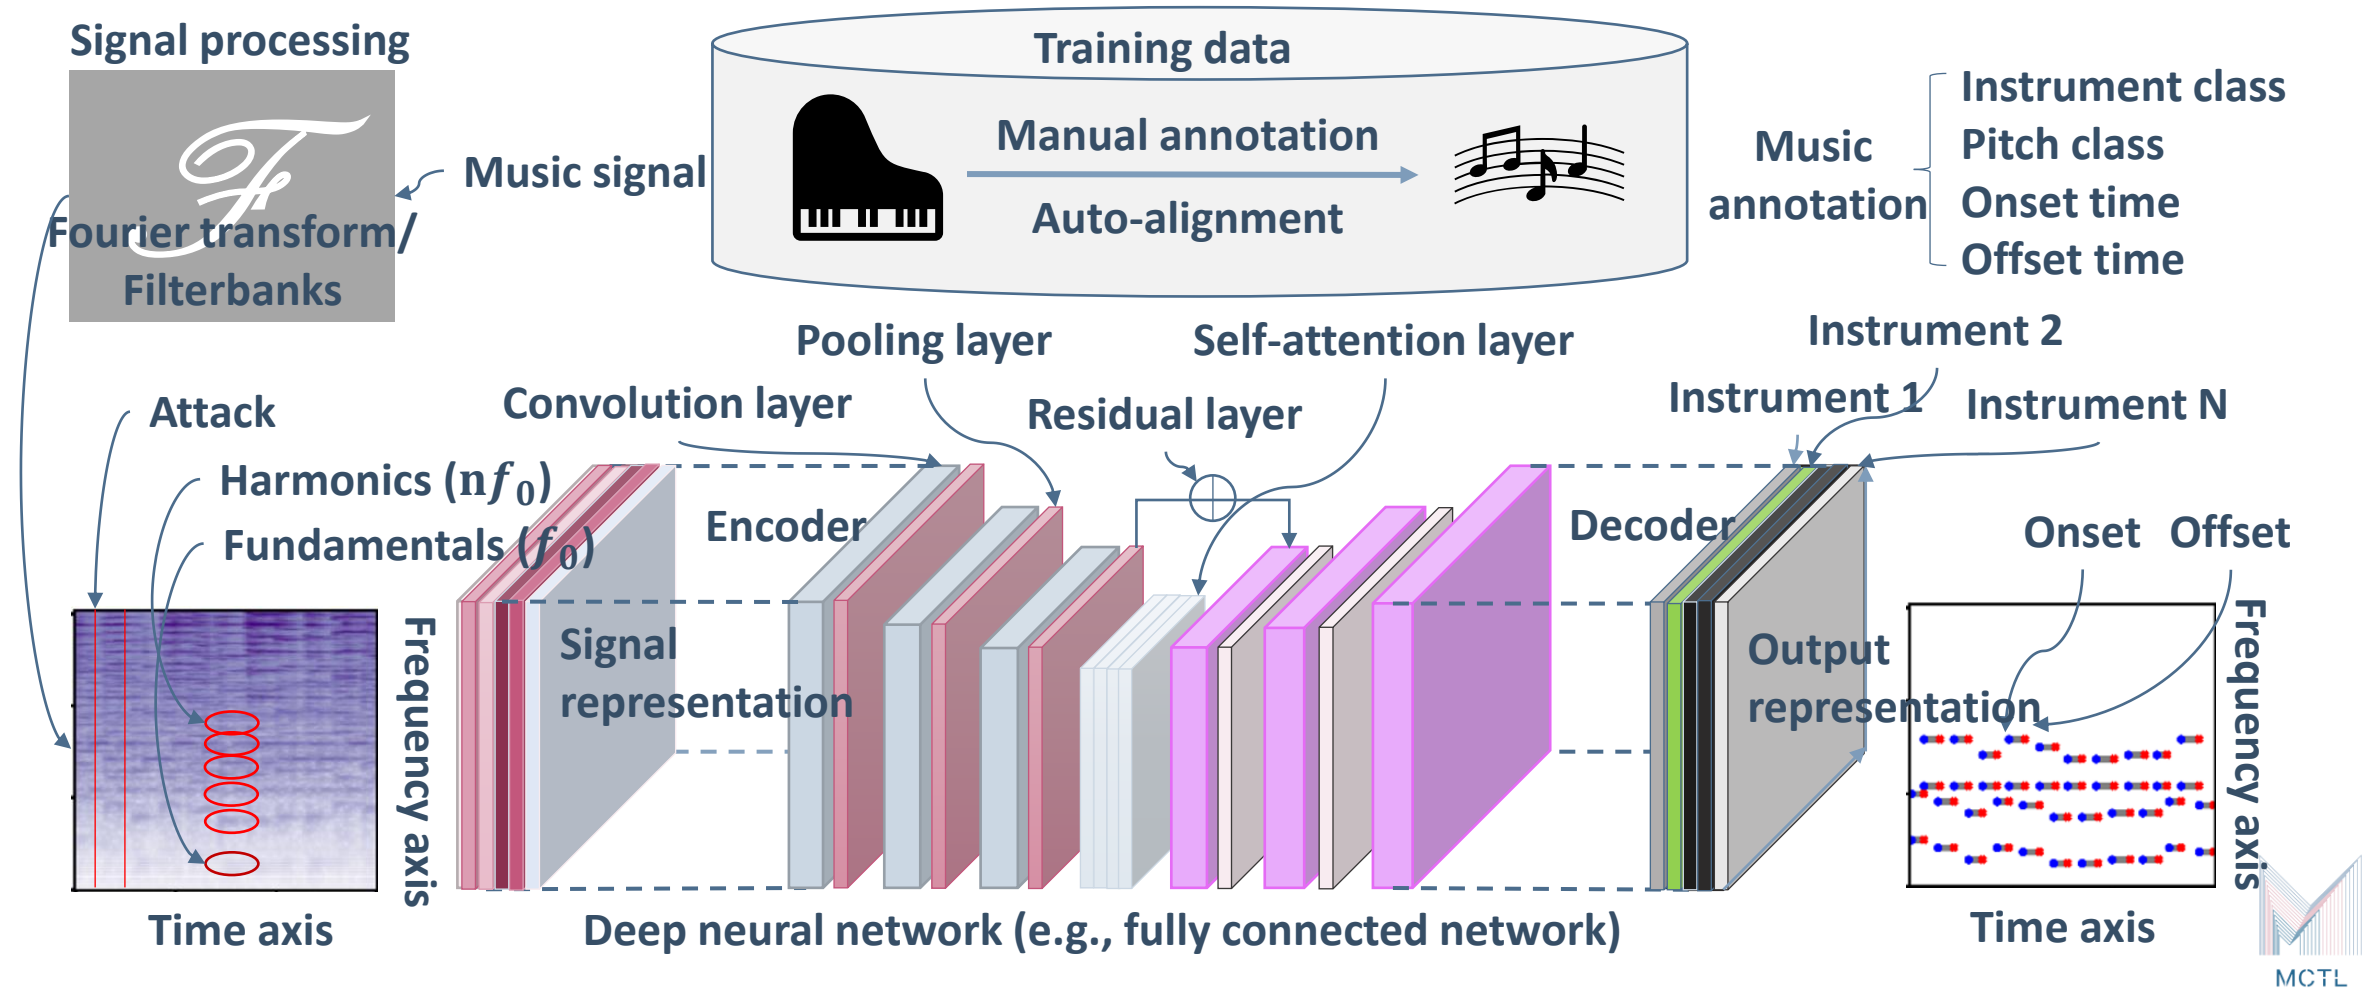 Signal processing
Fourier transform/
Filterbanks
Music signal
Training data
Manual annotation
Auto-alignment
Music
annotation
Instrument class
Pitch class
Onset time
Offset time
Pooling layer
Self-attention layer
Convolution layer
Residual layer
Instrument 2
Instrument 1
Instrument N
Attack
Harmonics (nf₀)
Fundamentals (f₀)
Encoder
Decoder
Onset
Offset
Signal
representation
Output
representation
Frequency axis
Frequency axis
Time axis
Deep neural network (e.g., fully connected network)
Time axis
MCTL